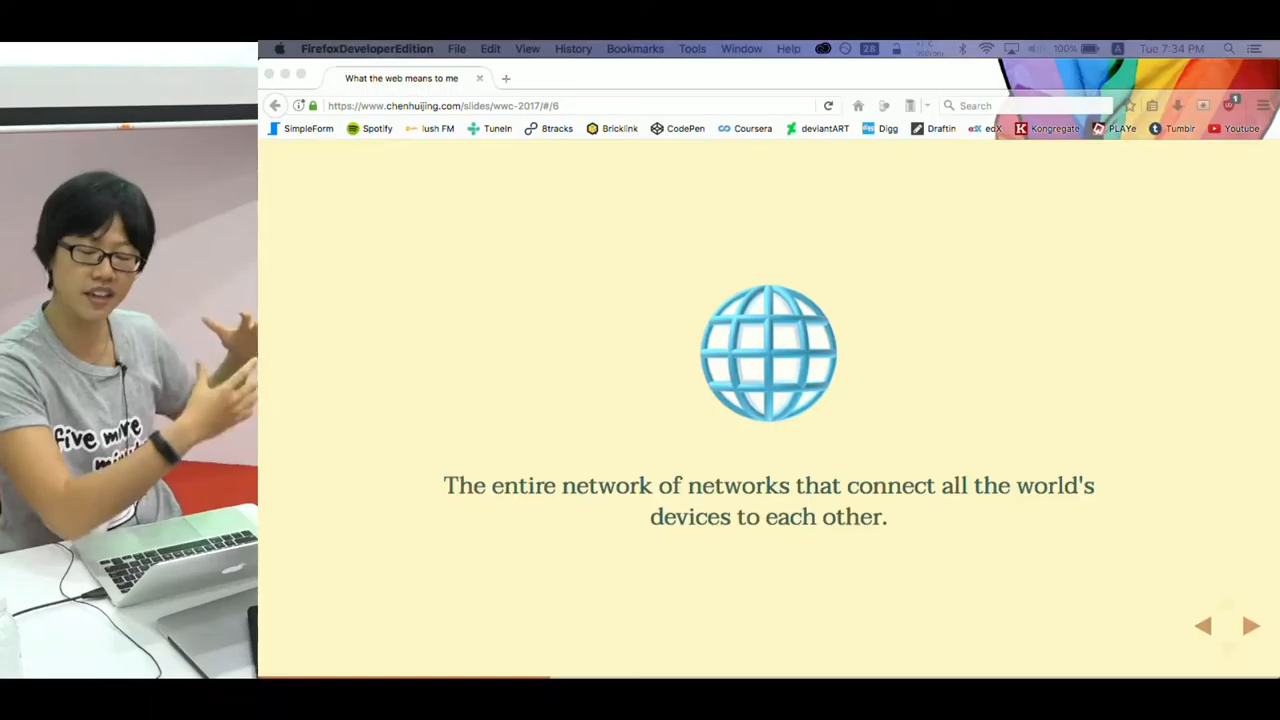 FirefoxDeveloperEdition File Edit View History Bookmarks Tools Window Help 28 100% A Tue 7:34 PM
What the web means to me
https://www.chenhuijing.com/slides/wwc-2017/#/6
Search
1
SimpleForm Spotify lush FM TuneIn 8tracks Bricklink CodePen Coursera deviantART Digg Draftin edX Kongregate PLAYe Tumblr Youtube
five more
The entire network of networks that connect all the world's
devices to each other.